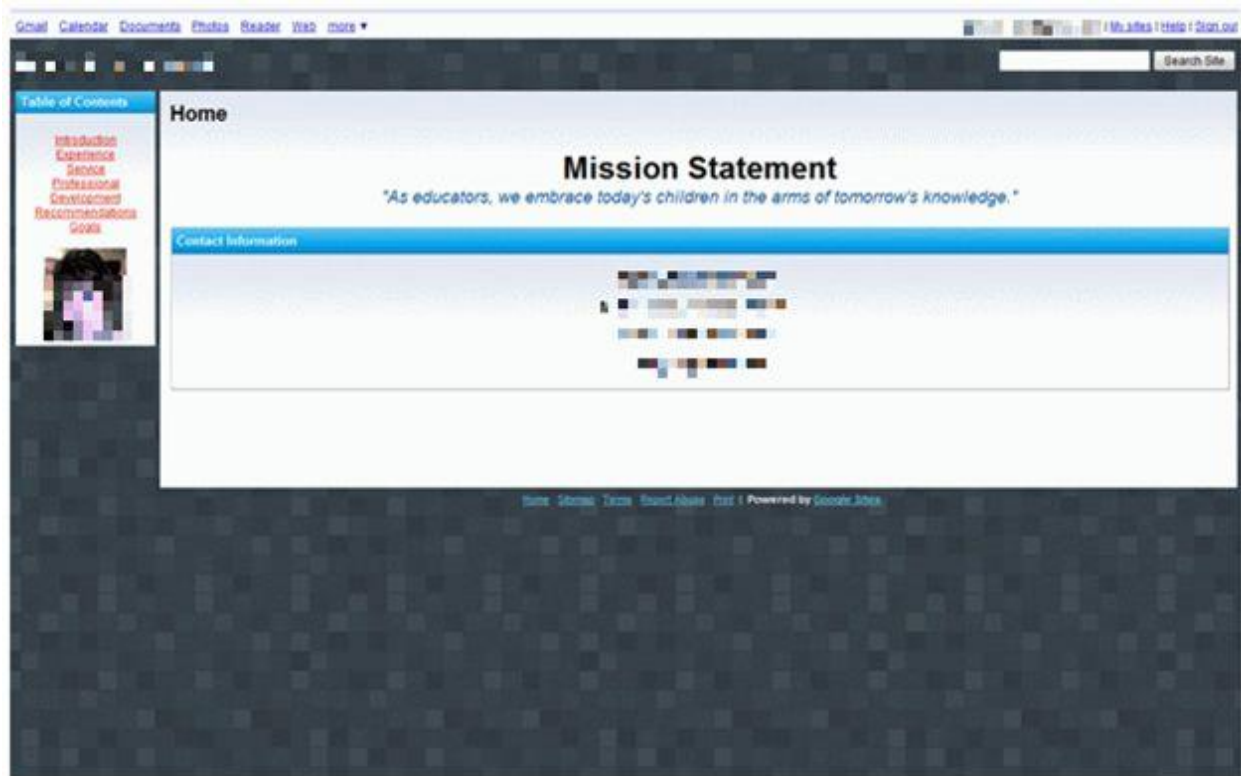 Gmail Calendar Documents Photos Reader Web more ▼
| My sites | Help | Sign out
Search Site
Table of Contents
Introduction
Experience
Service
Professional
Development
Recommendations
Goals
Home
Mission Statement
"As educators, we embrace today's children in the arms of tomorrow's knowledge."
Contact Information
Home Sitemap Terms Report Abuse Print | Powered by Google Sites